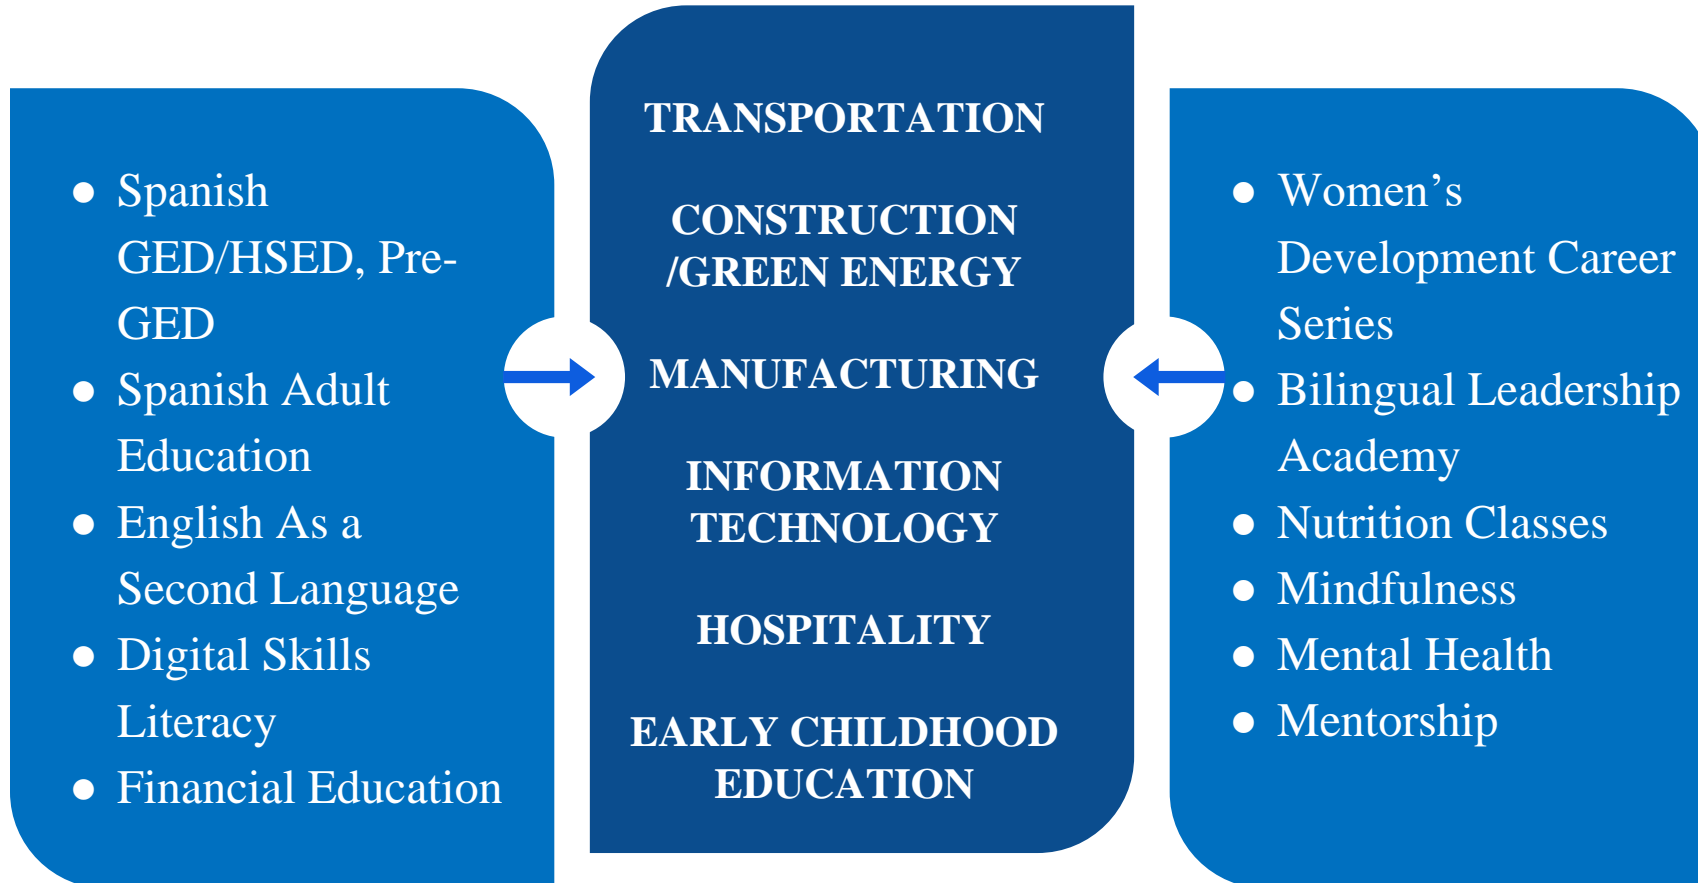 ● Spanish
GED/HSED, Pre-
GED
● Spanish Adult
Education
● English As a
Second Language
● Digital Skills
Literacy
● Financial Education
TRANSPORTATION
CONSTRUCTION
/GREEN ENERGY
MANUFACTURING
INFORMATION
TECHNOLOGY
HOSPITALITY
EARLY CHILDHOOD
EDUCATION
● Women’s
Development Career
Series
● Bilingual Leadership
Academy
● Nutrition Classes
● Mindfulness
● Mental Health
● Mentorship